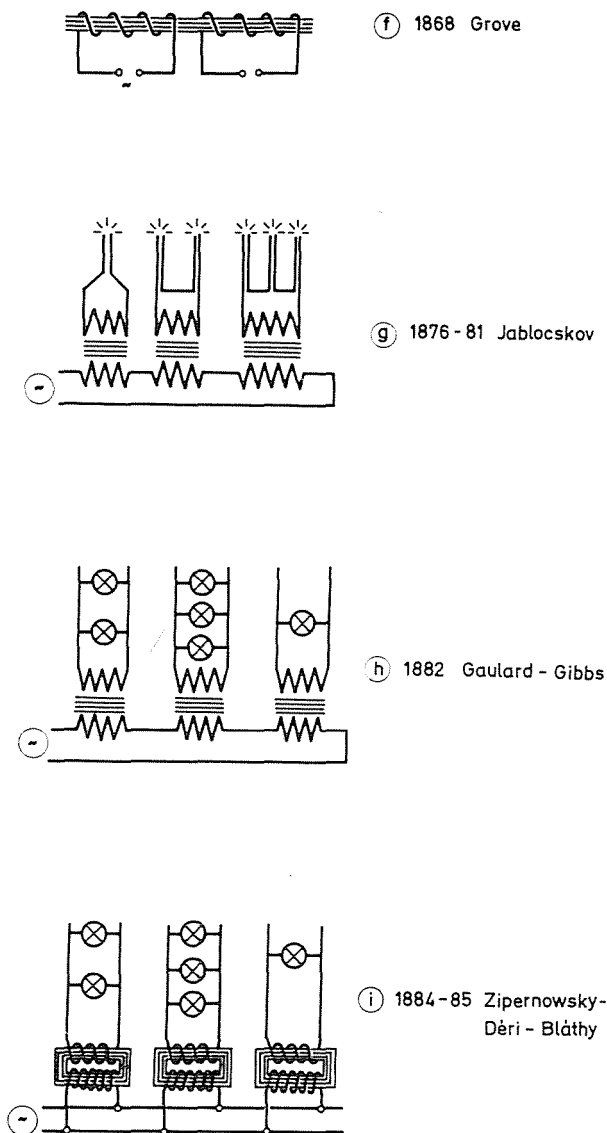 ~
f 1868 Grove
g 1876-81 Jablocskov
~
h 1882 Gaulard - Gibbs
~
i 1884-85 Zipernowsky-
Déri - Bláthy
~